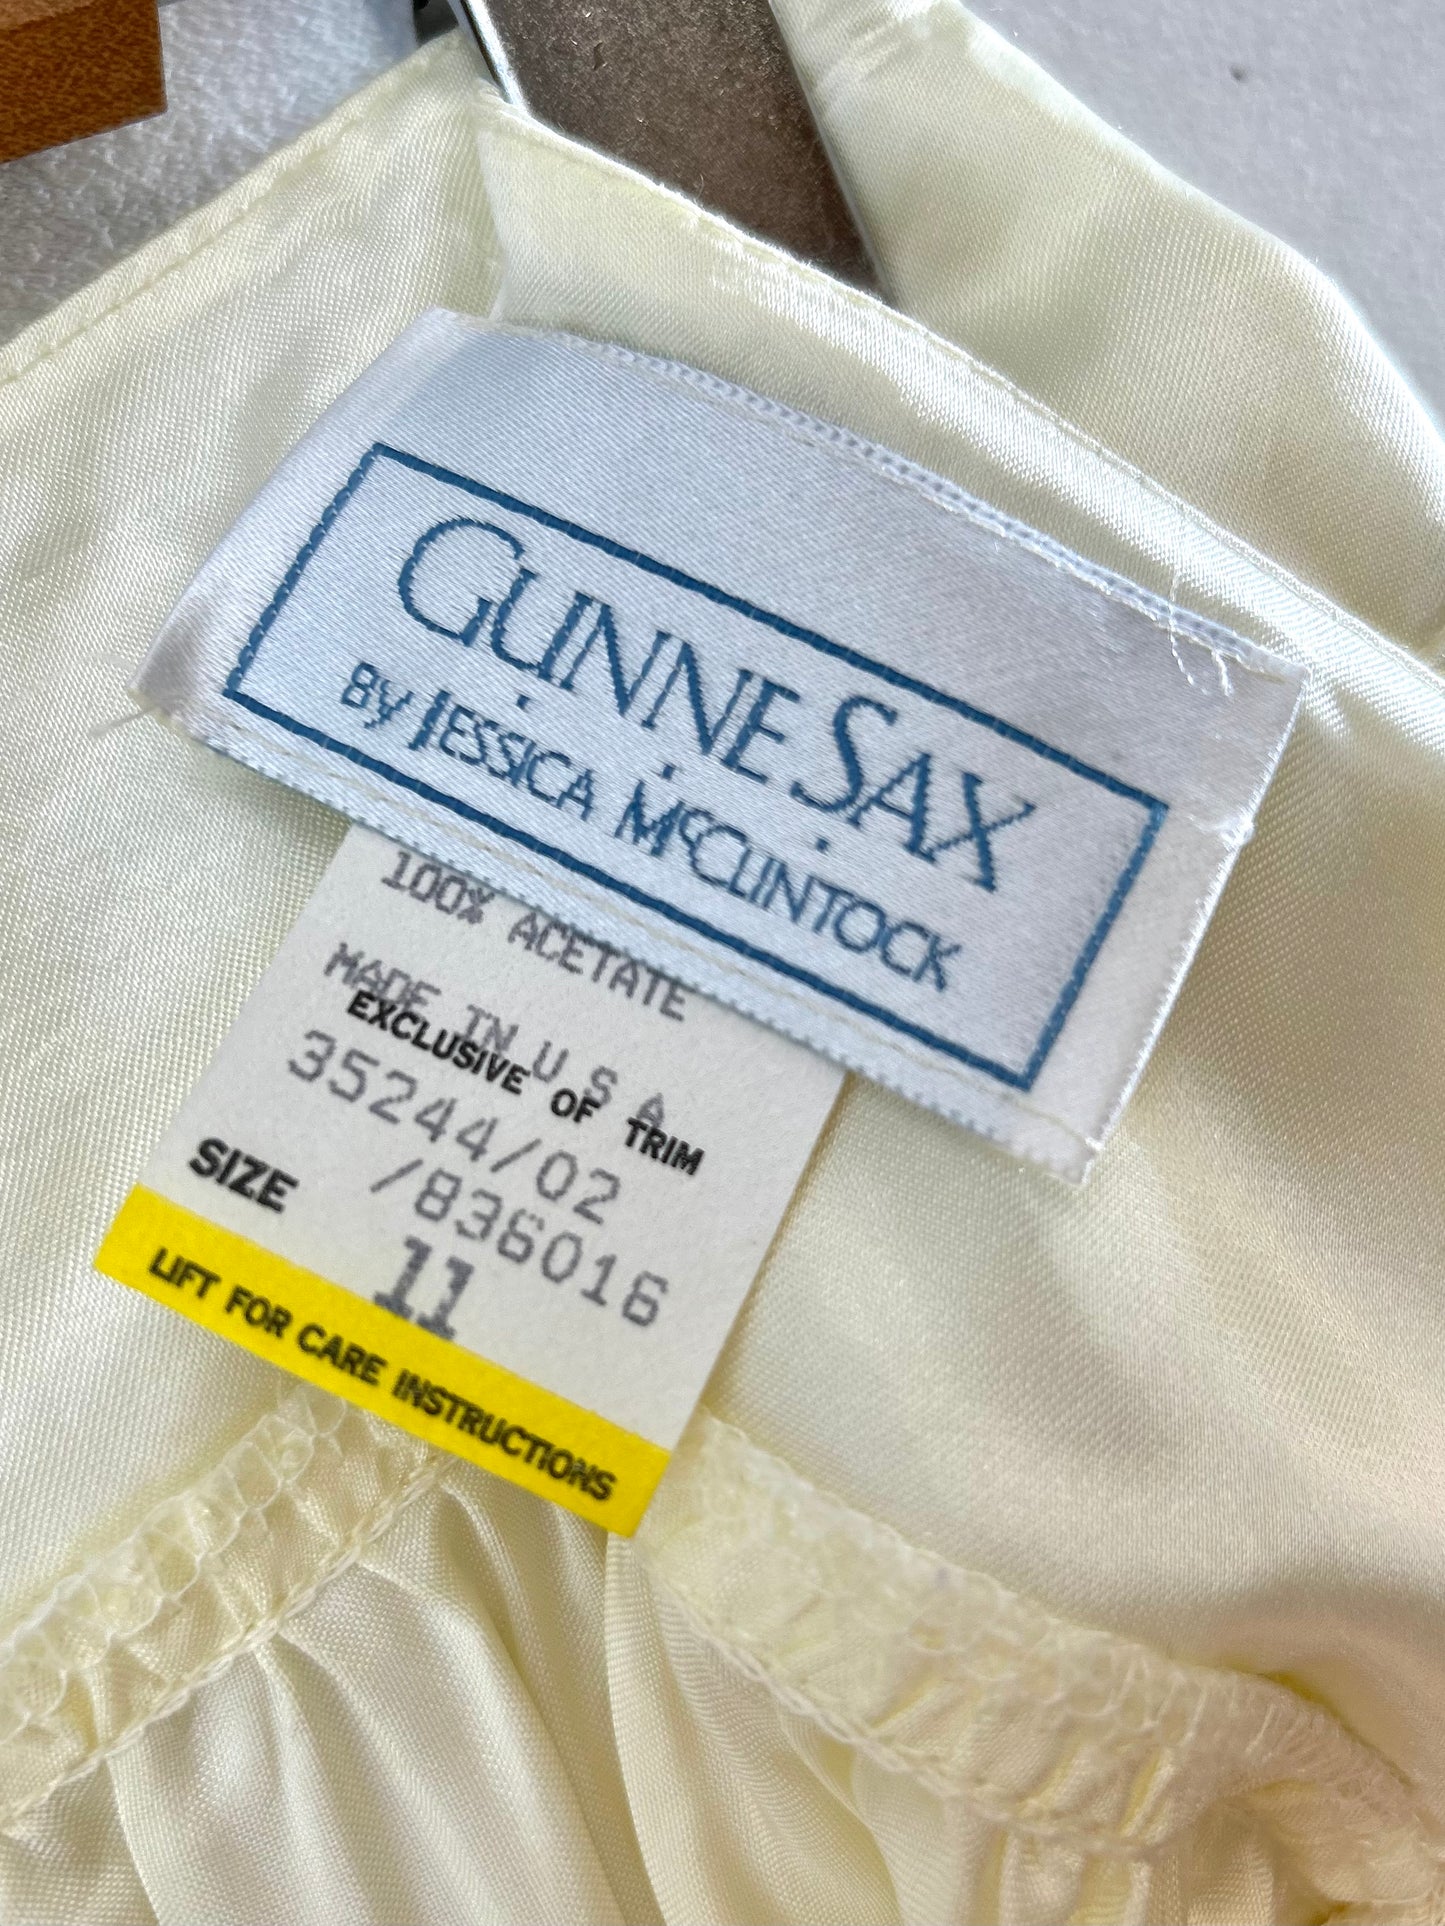 GUNNE SAX
BY JESSICA McCLINTOCK
100% ACETATE
MADE IN U S A
EXCLUSIVE OF TRIM
35244/02
/836016
SIZE 11
LIFT FOR CARE INSTRUCTIONS